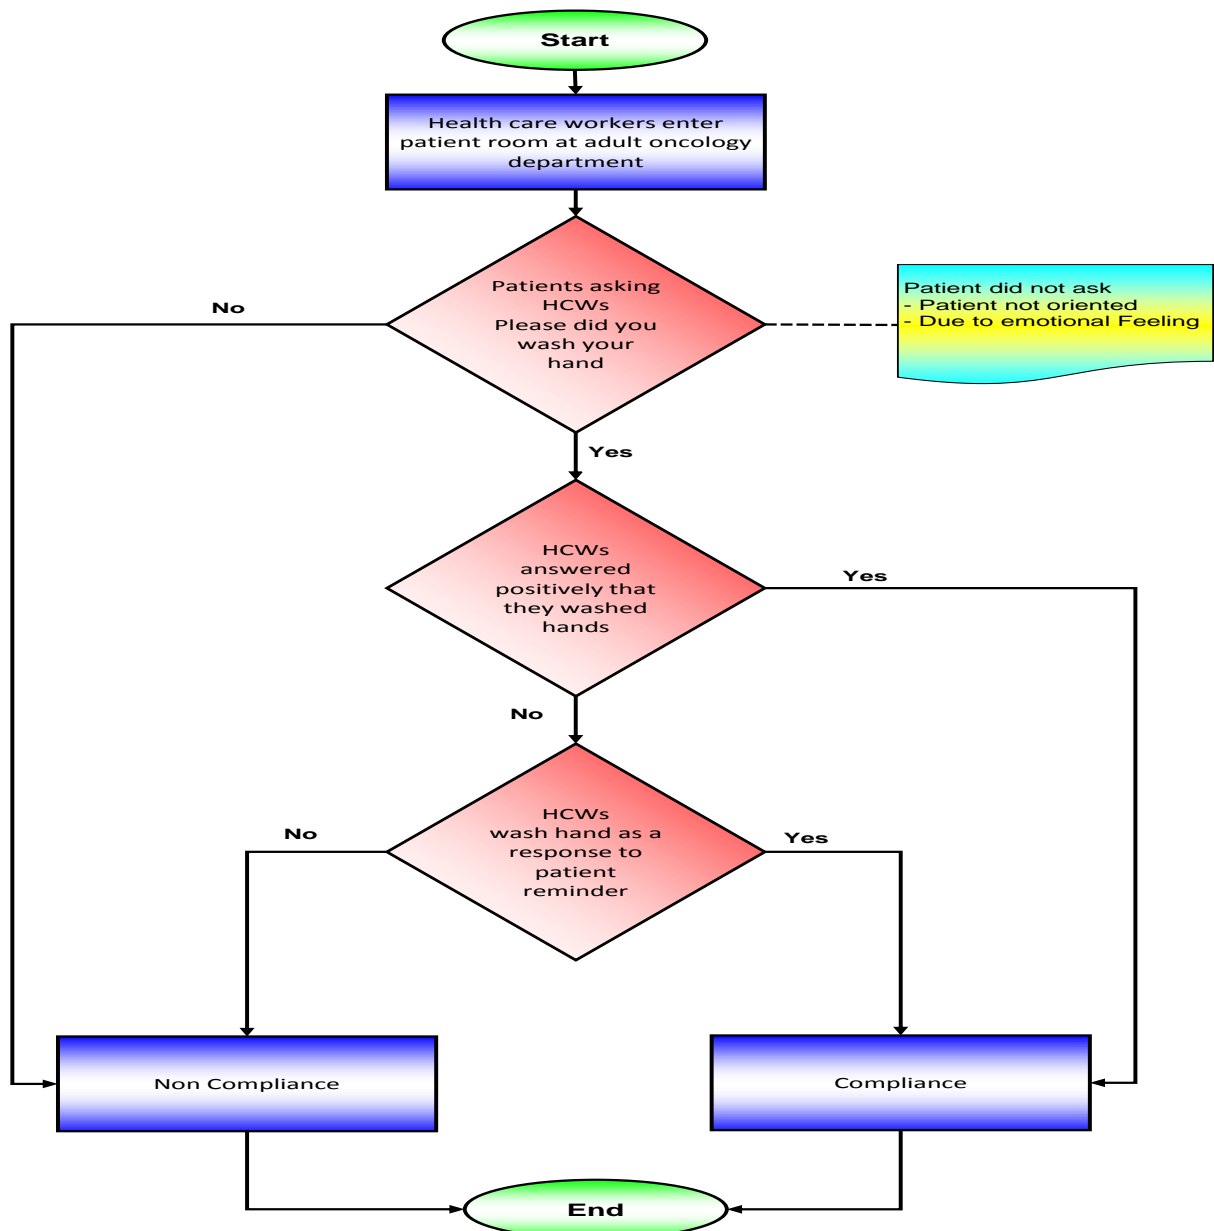 Start
Health care workers enter
patient room at adult oncology
department
Patients asking
HCWs
Please did you
wash your
hand
No
Patient did not ask
- Patient not oriented
- Due to emotional Feeling
Yes
HCWs
answered
positively that
they washed
hands
Yes
No
HCWs
wash hand as a
response to
patient
reminder
No
Yes
Non Compliance
Compliance
End